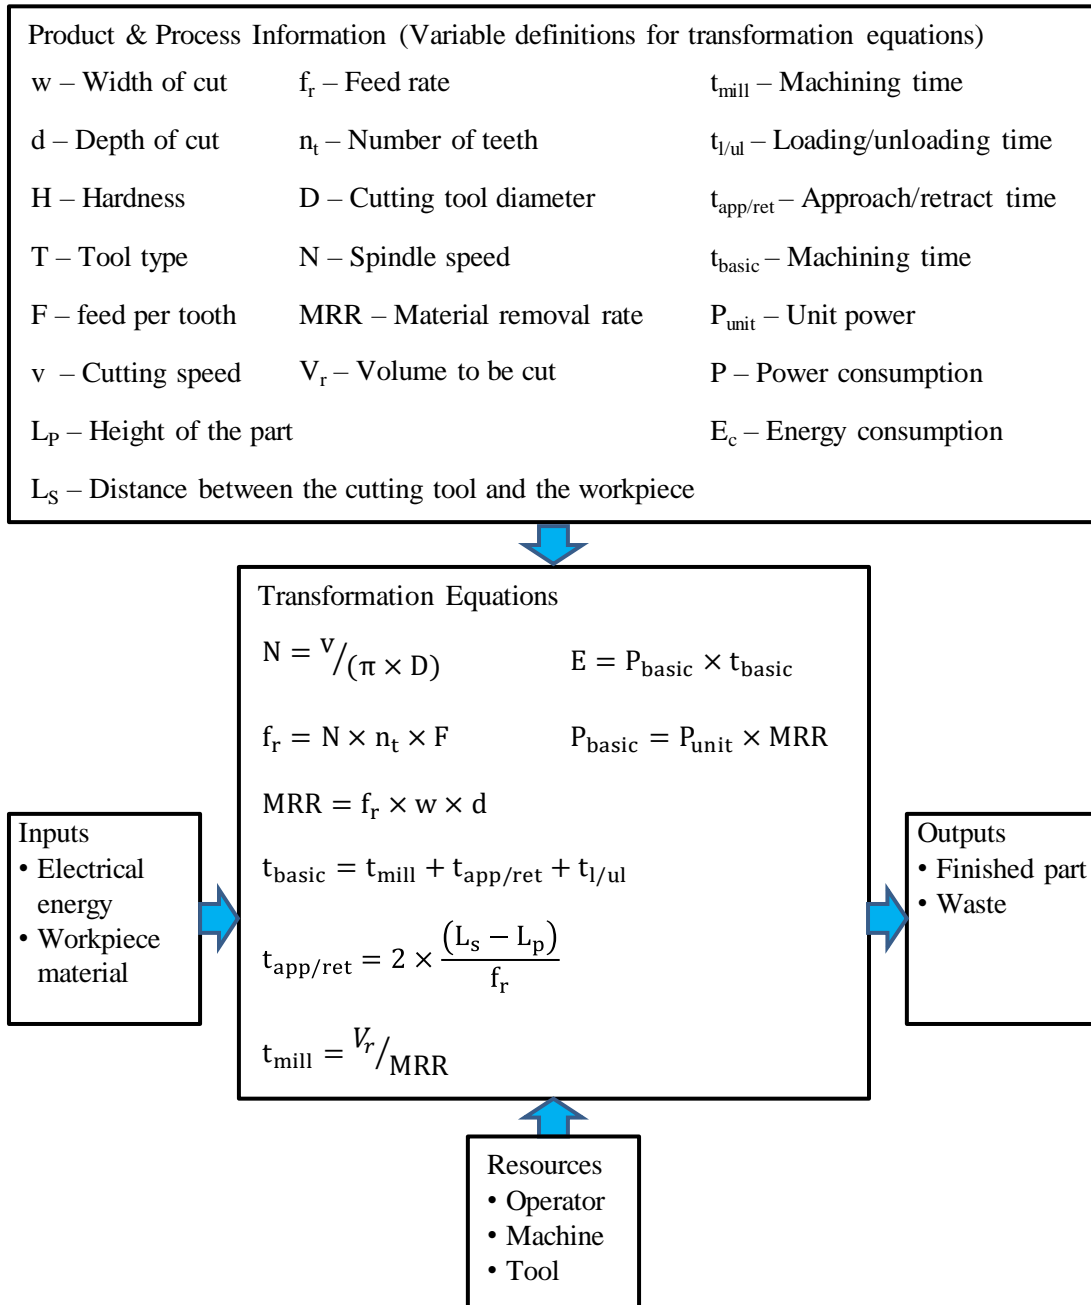 Product & Process Information (Variable definitions for transformation equations)
w – Width of cut
f_r – Feed rate
t_mill – Machining time
d – Depth of cut
n_t – Number of teeth
t_l/ul – Loading/unloading time
H – Hardness
D – Cutting tool diameter
t_app/ret – Approach/retract time
T – Tool type
N – Spindle speed
t_basic – Machining time
F – feed per tooth
MRR – Material removal rate
P_unit – Unit power
v – Cutting speed
V_r – Volume to be cut
P – Power consumption
L_P – Height of the part
E_c – Energy consumption
L_S – Distance between the cutting tool and the workpiece
Transformation Equations
N = v/(π × D)
E = P_basic × t_basic
f_r = N × n_t × F
P_basic = P_unit × MRR
MRR = f_r × w × d
t_basic = t_mill + t_app/ret + t_l/ul
t_app/ret = 2 × (L_s − L_p)/f_r
t_mill = V_r/MRR
Inputs
• Electrical
energy
• Workpiece
material
Outputs
• Finished part
• Waste
Resources
• Operator
• Machine
• Tool